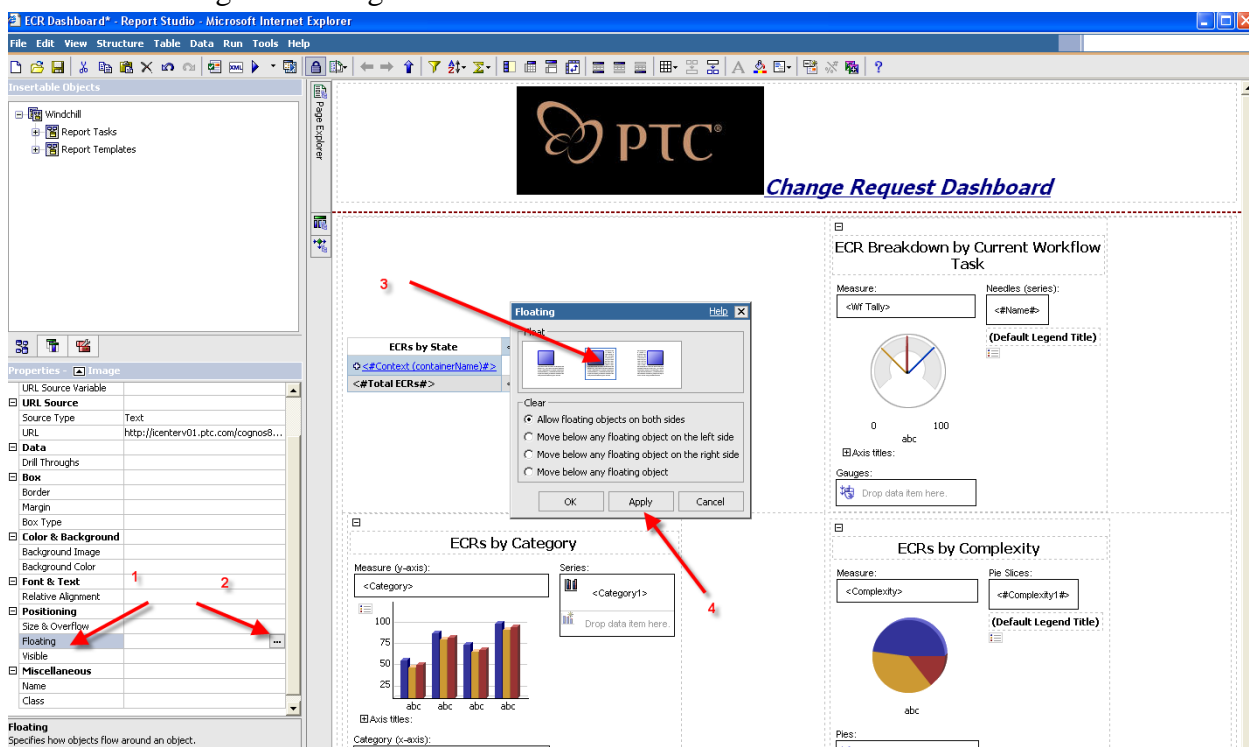 ECR Dashboard* - Report Studio - Microsoft Internet Explorer
File Edit View Structure Table Data Run Tools Help
Insertable Objects
Windchill
Report Tasks
Report Templates
Page Explorer
PTC®
Change Request Dashboard
ECR Breakdown by Current Workflow
Task
Measure:
Needles (series):
<Wf Tally>
<#Name#>
(Default Legend Title)
0 100
abc
Axis titles:
Gauges:
Drop data item here.
3
Floating
Help
Float
Clear
Allow floating objects on both sides
Move below any floating object on the left side
Move below any floating object on the right side
Move below any floating object
OK Apply Cancel
4
ECRs by State
<#Context (containerName)#>
<#Total ECRs#>
Properties - Image
URL Source Variable
URL Source
Source Type Text
URL http://icenterv01.ptc.com/cognos8...
Data
Drill Throughs
Box
Border
Margin
Box Type
Color & Background
Background Image
Background Color
Font & Text
Relative Alignment
Positioning
Size & Overflow
Floating ...
Visible
Miscellaneous
Name
Class
1
2
Floating
Specifies how objects flow around an object.
ECRs by Category
Measure (y-axis):
Series:
<Category>
<Category1>
Drop data item here.
100
75
50
25
abc abc abc abc
Axis titles:
Category (x-axis):
ECRs by Complexity
Measure:
Pie Slices:
<Complexity>
<#Complexity1#>
(Default Legend Title)
abc
Pies: